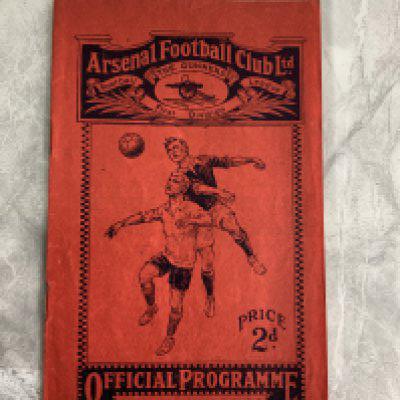 Arsenal Football Club Ltd
THE GUNNERS
OFFICIAL PROGRAMME
PRICE
2d.